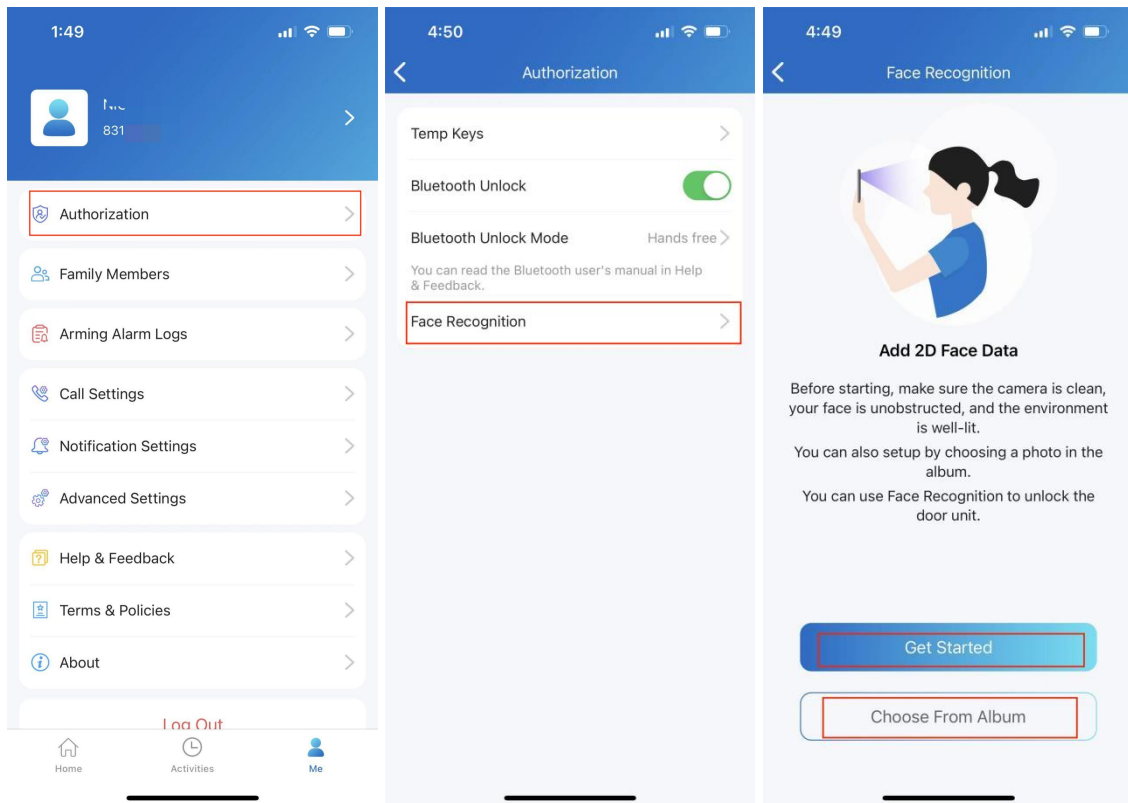 1:49
831
Authorization
Family Members
Arming Alarm Logs
Call Settings
Notification Settings
Advanced Settings
Help & Feedback
Terms & Policies
About
Log Out
Home
Activities
Me
4:50
Authorization
Temp Keys
Bluetooth Unlock
Bluetooth Unlock Mode
Hands free
You can read the Bluetooth user's manual in Help
& Feedback.
Face Recognition
4:49
Face Recognition
Add 2D Face Data
Before starting, make sure the camera is clean,
your face is unobstructed, and the environment
is well-lit.
You can also setup by choosing a photo in the
album.
You can use Face Recognition to unlock the
door unit.
Get Started
Choose From Album